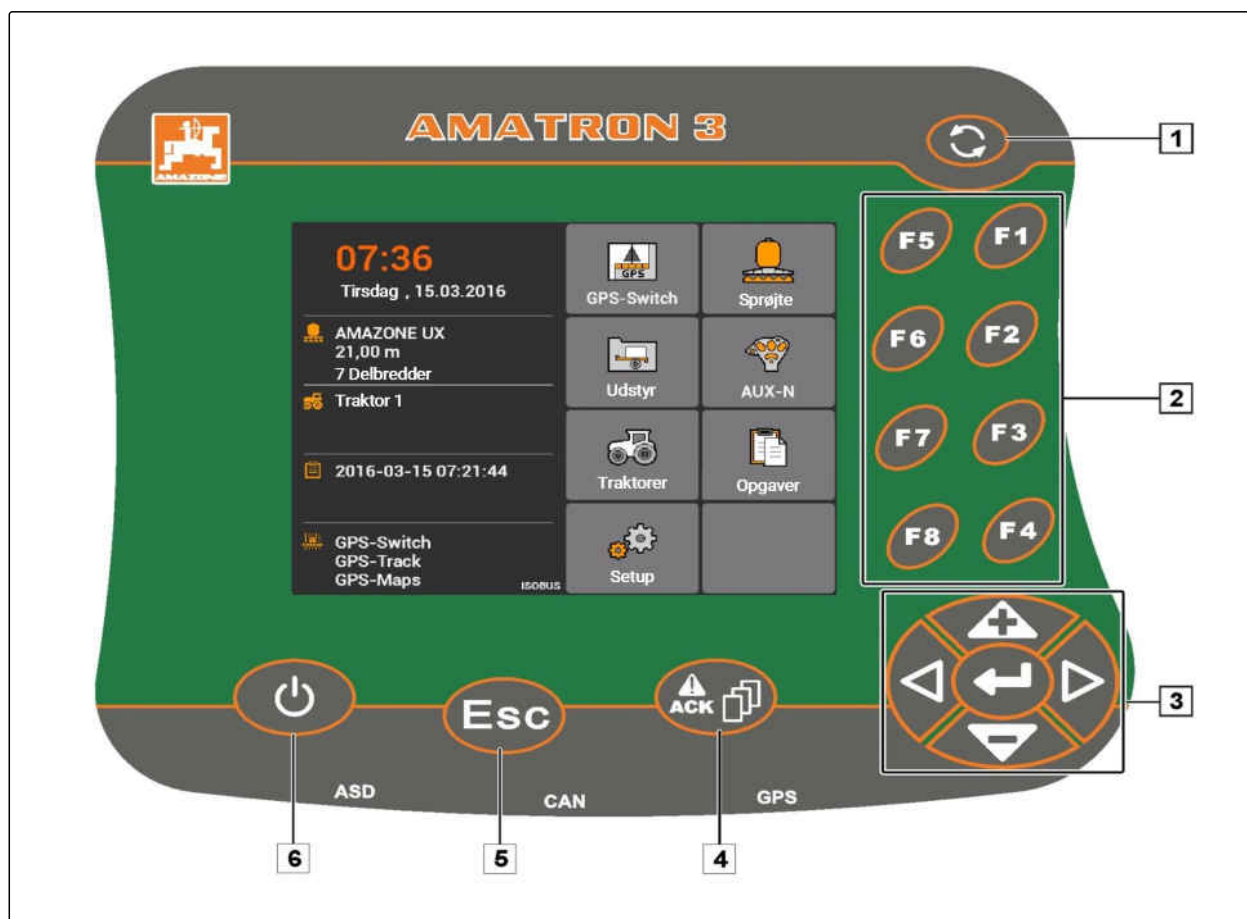 AMATRON 3
AMAZONE
1
07:36
Tirsdag , 15.03.2016
AMAZONE UX
21,00 m
7 Delbredder
Traktor 1
2016-03-15 07:21:44
GPS-Switch
GPS-Track
GPS-Maps
ISOBUS
GPS
GPS-Switch
Sprøjte
Udstyr
AUX-N
Traktorer
Opgaver
Setup
F5
F1
F6
F2
F7
F3
F8
F4
2
3
Esc
ACK
ASD
CAN
GPS
6
5
4